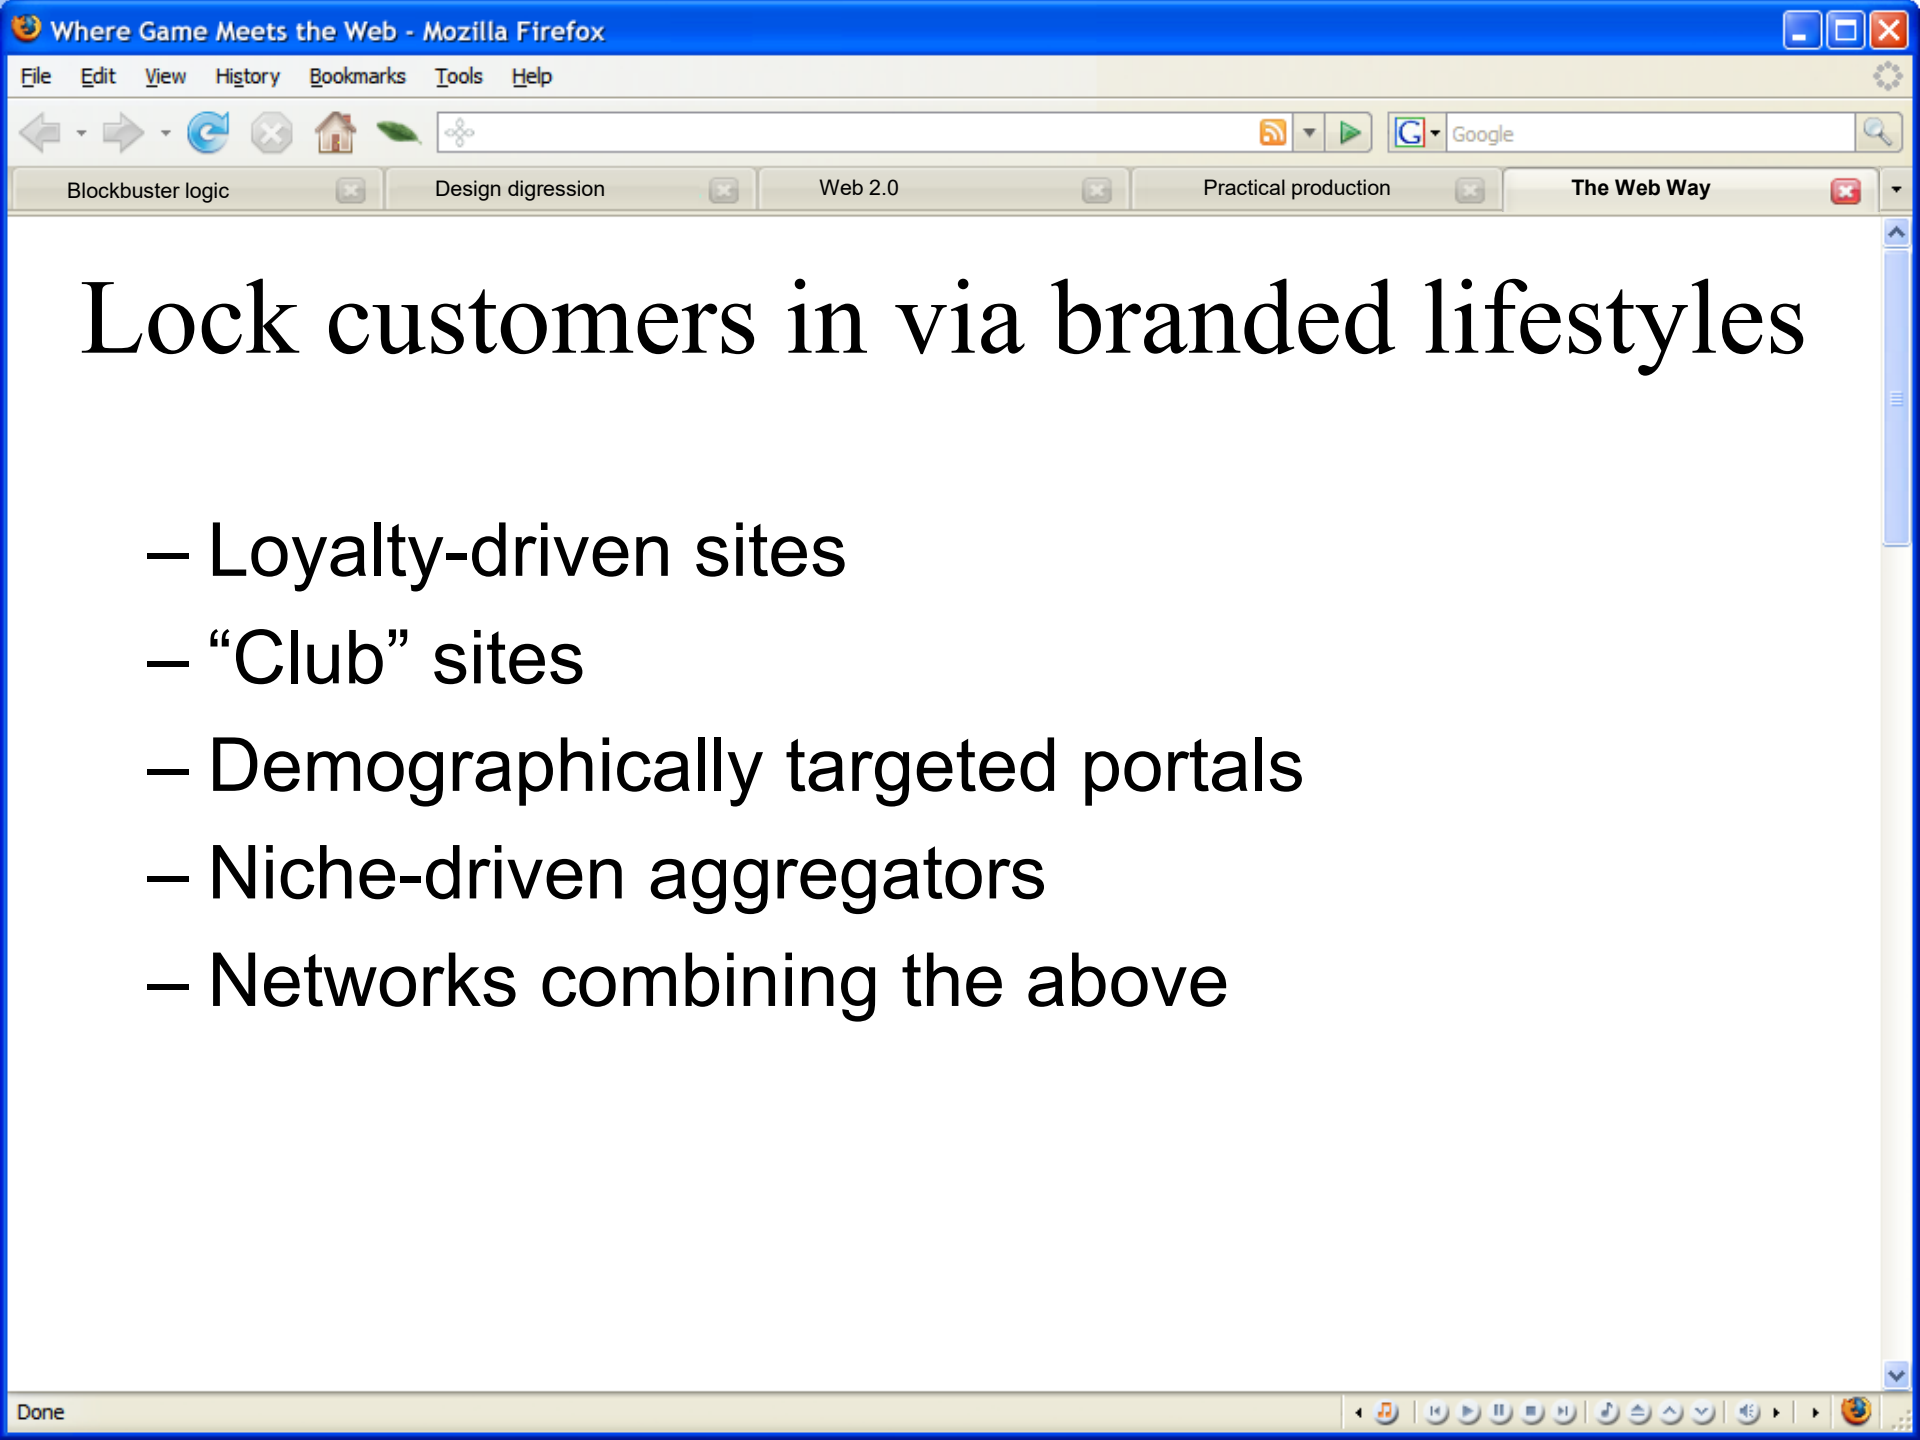 Where Game Meets the Web - Mozilla Firefox
File Edit View History Bookmarks Tools Help
G Google
Blockbuster logic Design digression Web 2.0 Practical production The Web Way
Lock customers in via branded lifestyles
– Loyalty-driven sites
– “Club” sites
– Demographically targeted portals
– Niche-driven aggregators
– Networks combining the above
Done